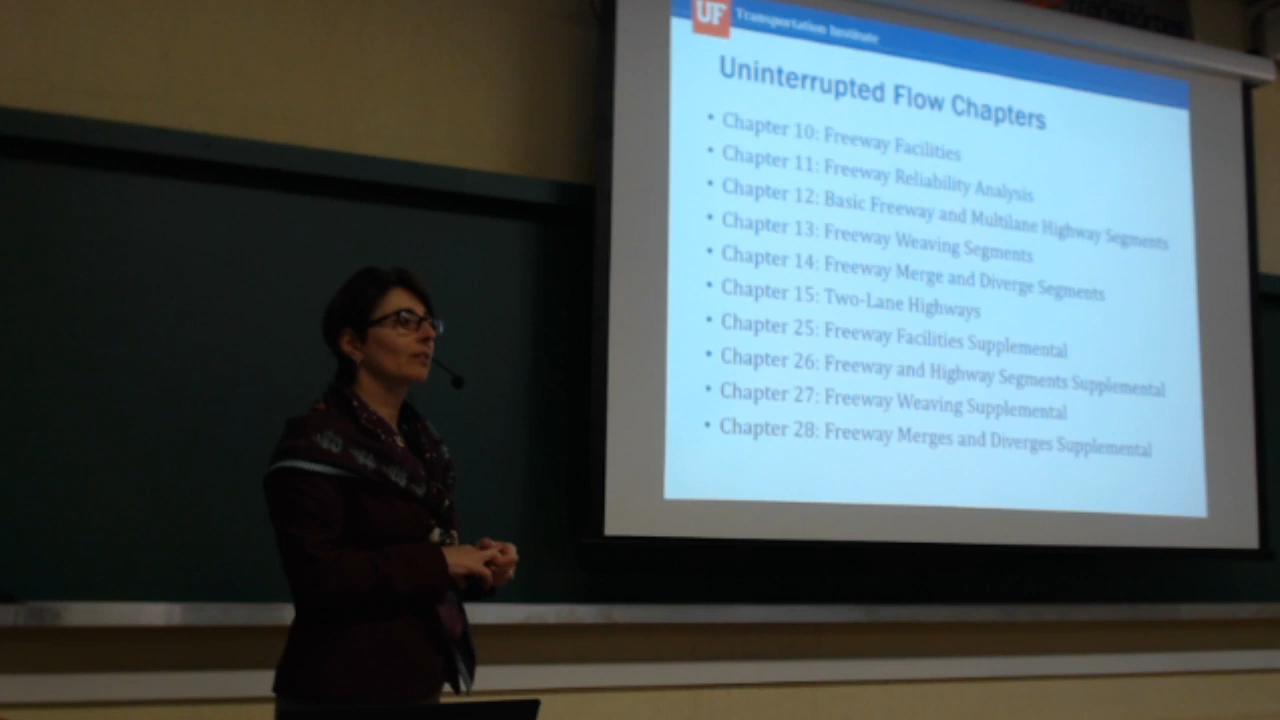 UF Transportation Institute
Uninterrupted Flow Chapters
• Chapter 10: Freeway Facilities
• Chapter 11: Freeway Reliability Analysis
• Chapter 12: Basic Freeway and Multilane Highway Segments
• Chapter 13: Freeway Weaving Segments
• Chapter 14: Freeway Merge and Diverge Segments
• Chapter 15: Two-Lane Highways
• Chapter 25: Freeway Facilities Supplemental
• Chapter 26: Freeway and Highway Segments Supplemental
• Chapter 27: Freeway Weaving Supplemental
• Chapter 28: Freeway Merges and Diverges Supplemental